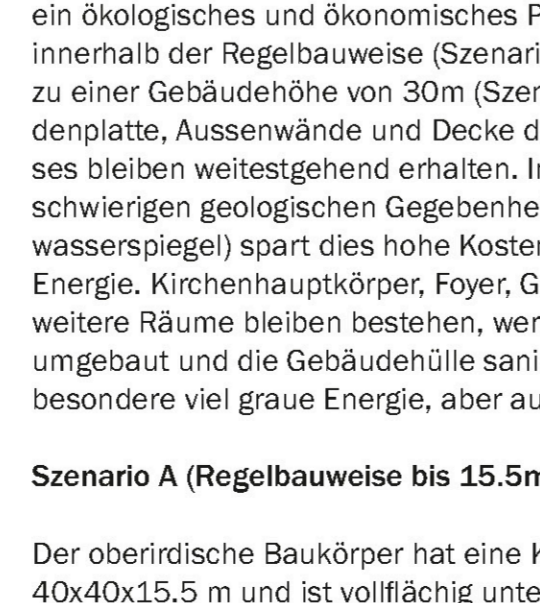 ein ökologisches und ökonomisches P
innerhalb der Regelbauweise (Szenari
zu einer Gebäudehöhe von 30m (Szen
denplatte, Aussenwände und Decke d
ses bleiben weitestgehend erhalten. In
schwierigen geologischen Gegebenhe
wasserspiegel) spart dies hohe Kosten
Energie. Kirchenhauptkörper, Foyer, G
weitere Räume bleiben bestehen, wer
umgebaut und die Gebäudehülle sani
besondere viel graue Energie, aber au
Szenario A (Regelbauweise bis 15.5m
Der oberirdische Baukörper hat eine K
40x40x15.5 m und ist vollflächig unte